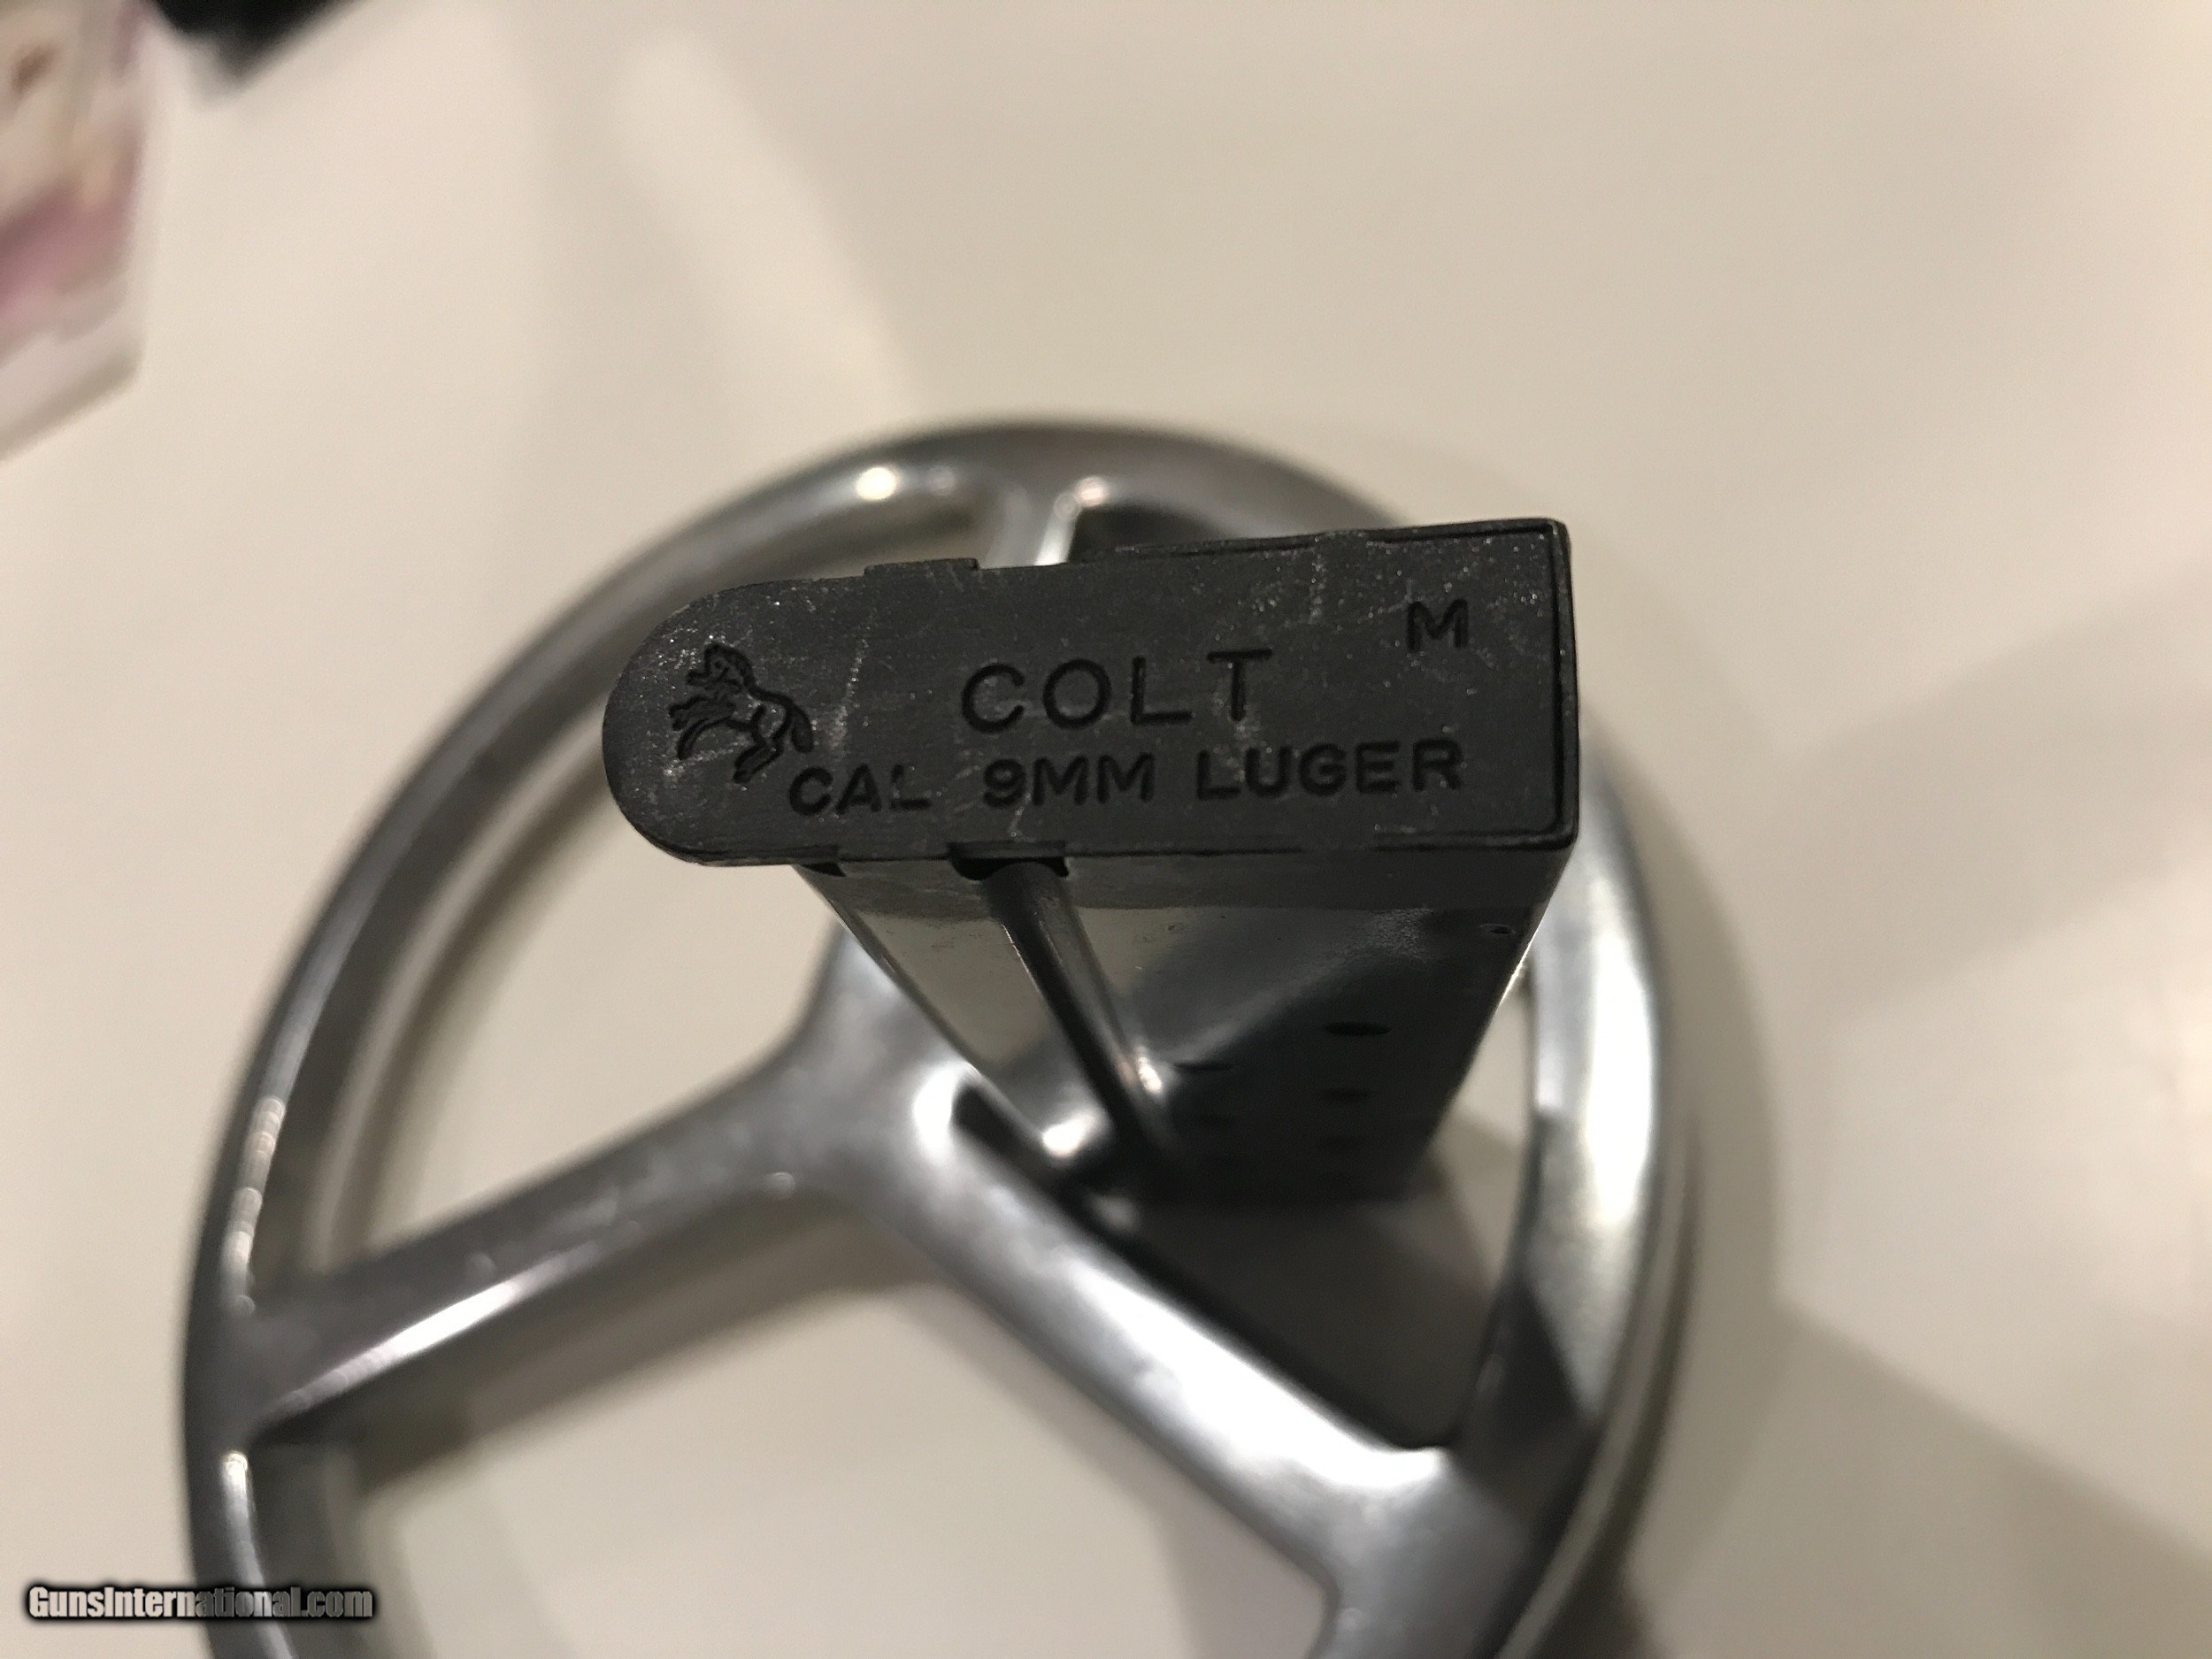 M
COLT
CAL 9MM LUGER
GunsInternational.com